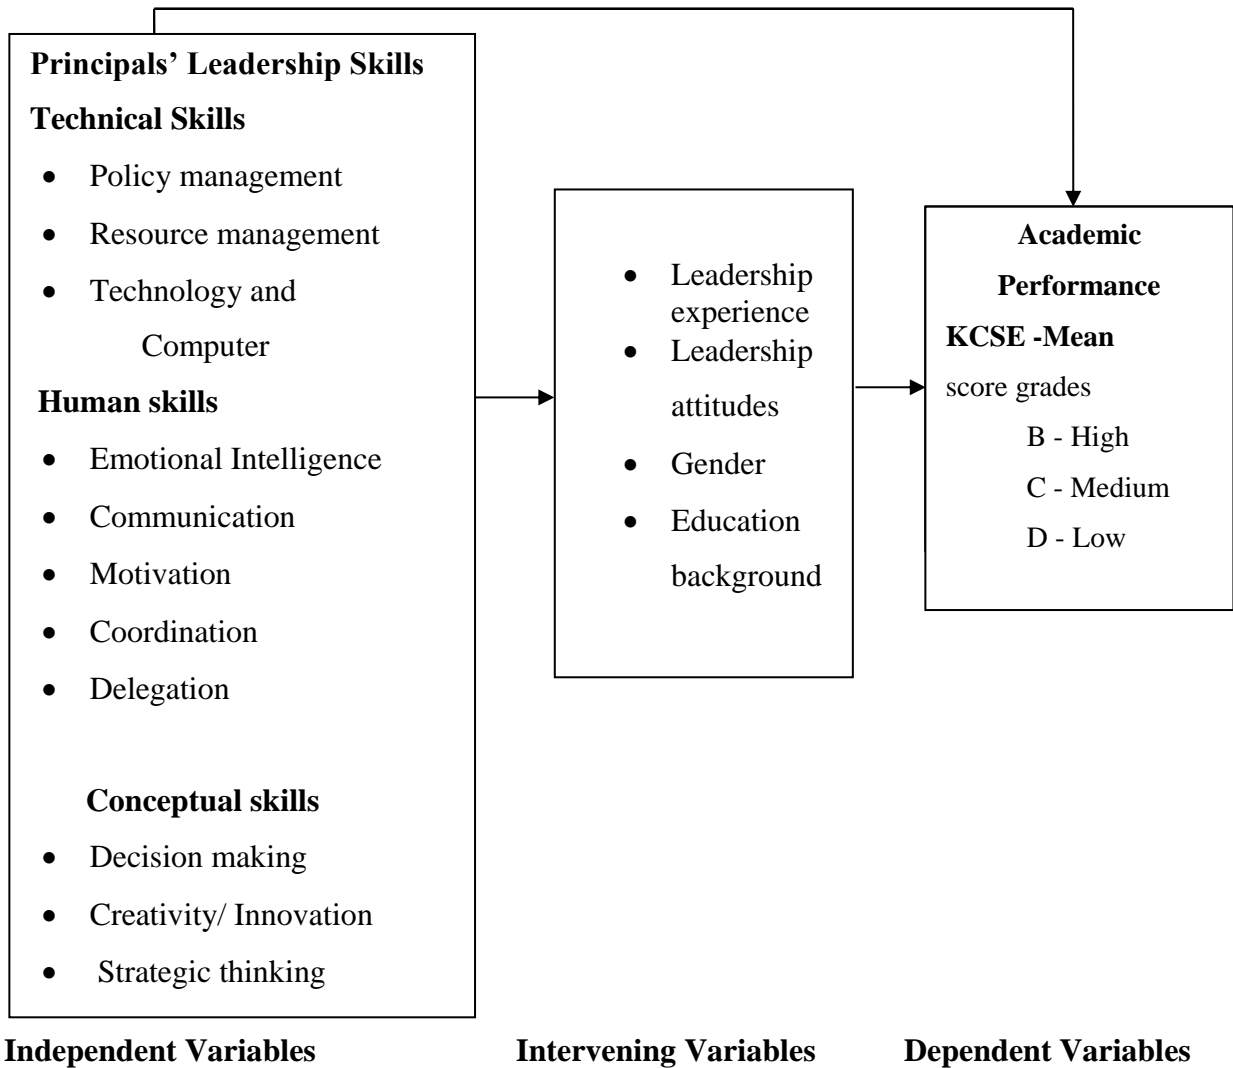 Principals’ Leadership Skills
Technical Skills
• Policy management
• Resource management
• Technology and
Computer
Human skills
• Emotional Intelligence
• Communication
• Motivation
• Coordination
• Delegation
Conceptual skills
• Decision making
• Creativity/ Innovation
• Strategic thinking
Independent Variables
• Leadership
experience
• Leadership
attitudes
• Gender
• Education
background
Intervening Variables
Academic
Performance
KCSE -Mean
score grades
B - High
C - Medium
D - Low
Dependent Variables